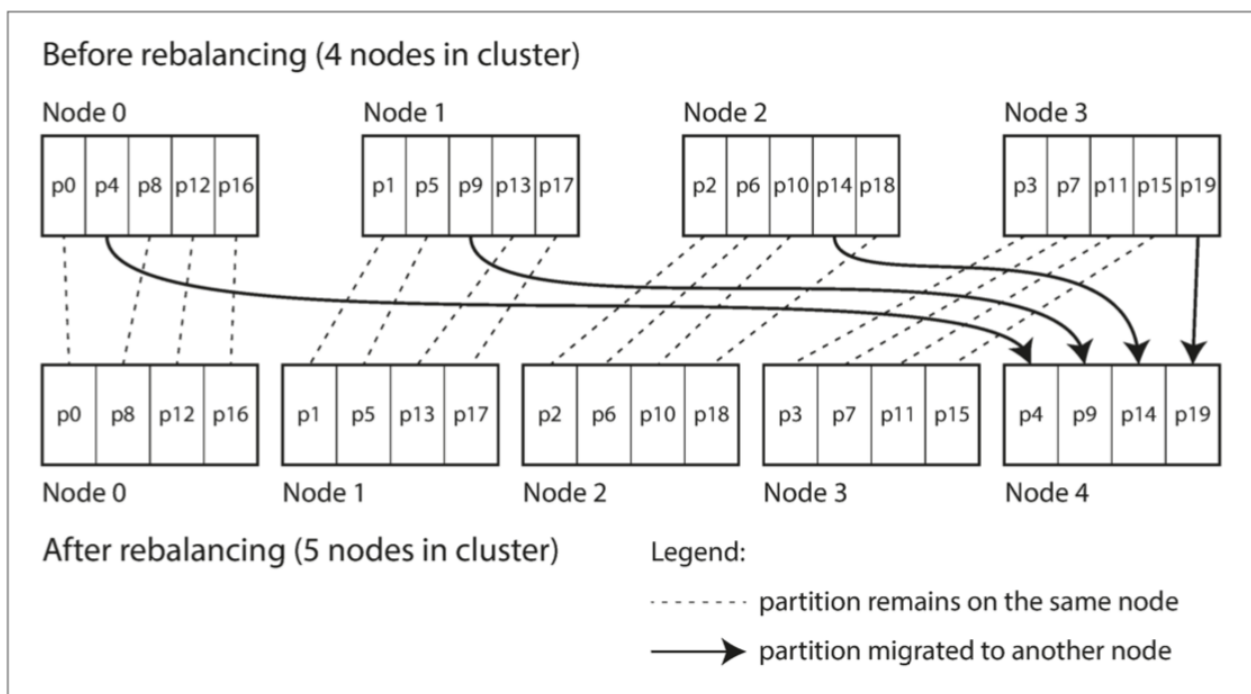 Before rebalancing (4 nodes in cluster)
Node 0 Node 1 Node 2 Node 3
p0 p4 p8 p12 p16 p1 p5 p9 p13 p17 p2 p6 p10 p14 p18 p3 p7 p11 p15 p19
p0 p8 p12 p16 p1 p5 p13 p17 p2 p6 p10 p18 p3 p7 p11 p15 p4 p9 p14 p19
Node 0 Node 1 Node 2 Node 3 Node 4
After rebalancing (5 nodes in cluster)
Legend:
partition remains on the same node
partition migrated to another node